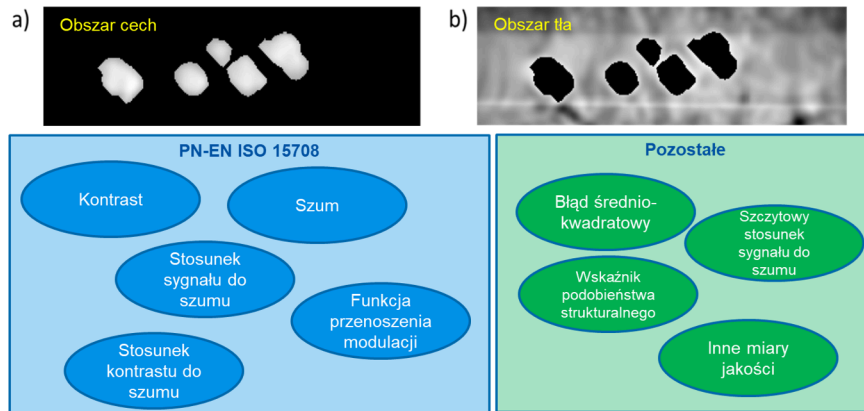 a)
Obszar cech
b)
Obszar tła
PN-EN ISO 15708
Kontrast
Szum
Stosunek
sygnału do
szumu
Funkcja
przenoszenia
modulacji
Stosunek
kontrastu do
szumu
Pozostałe
Błąd średnio-
kwadratowy
Szczytowy
stosunek
sygnału do
szumu
Wskaźnik
podobieństwa
strukturalnego
Inne miary
jakości